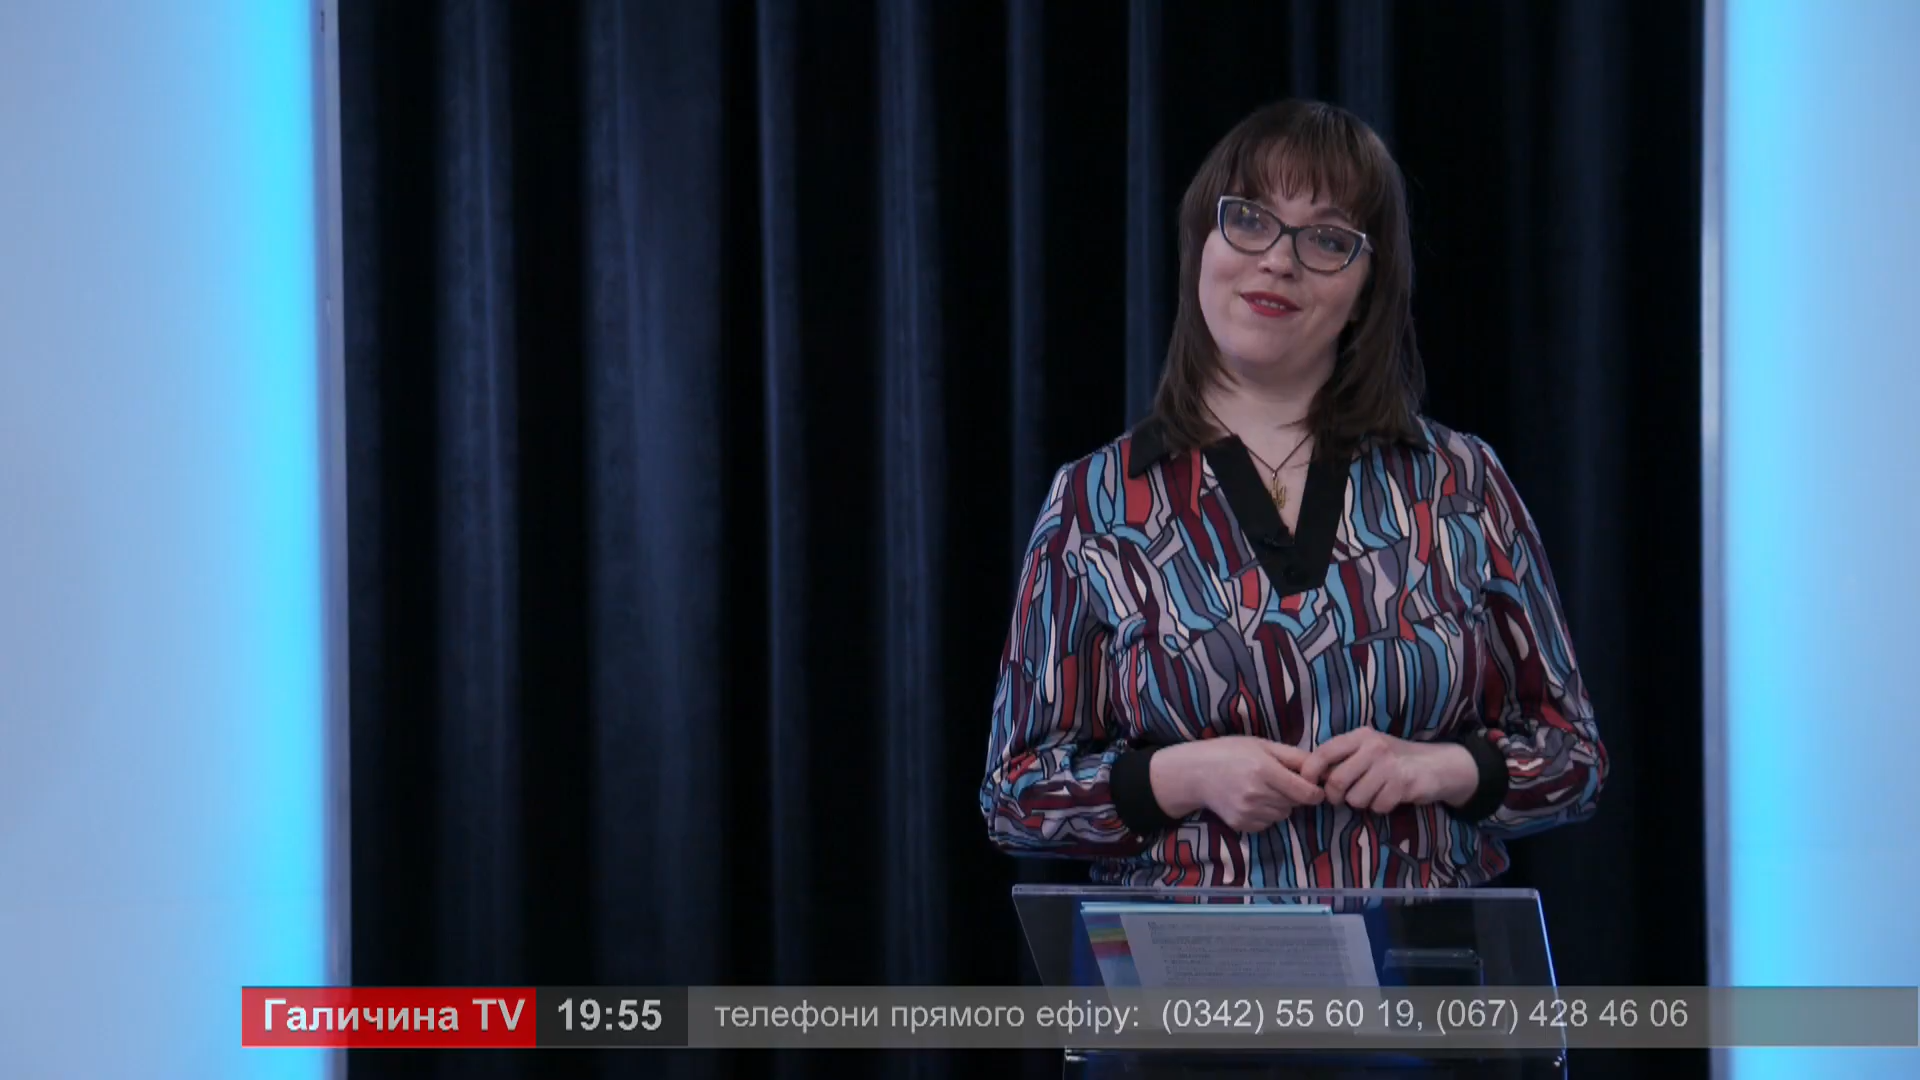 Галичина TV 19:55 телефони прямого ефіру: (0342) 55 60 19, (067) 428 46 06